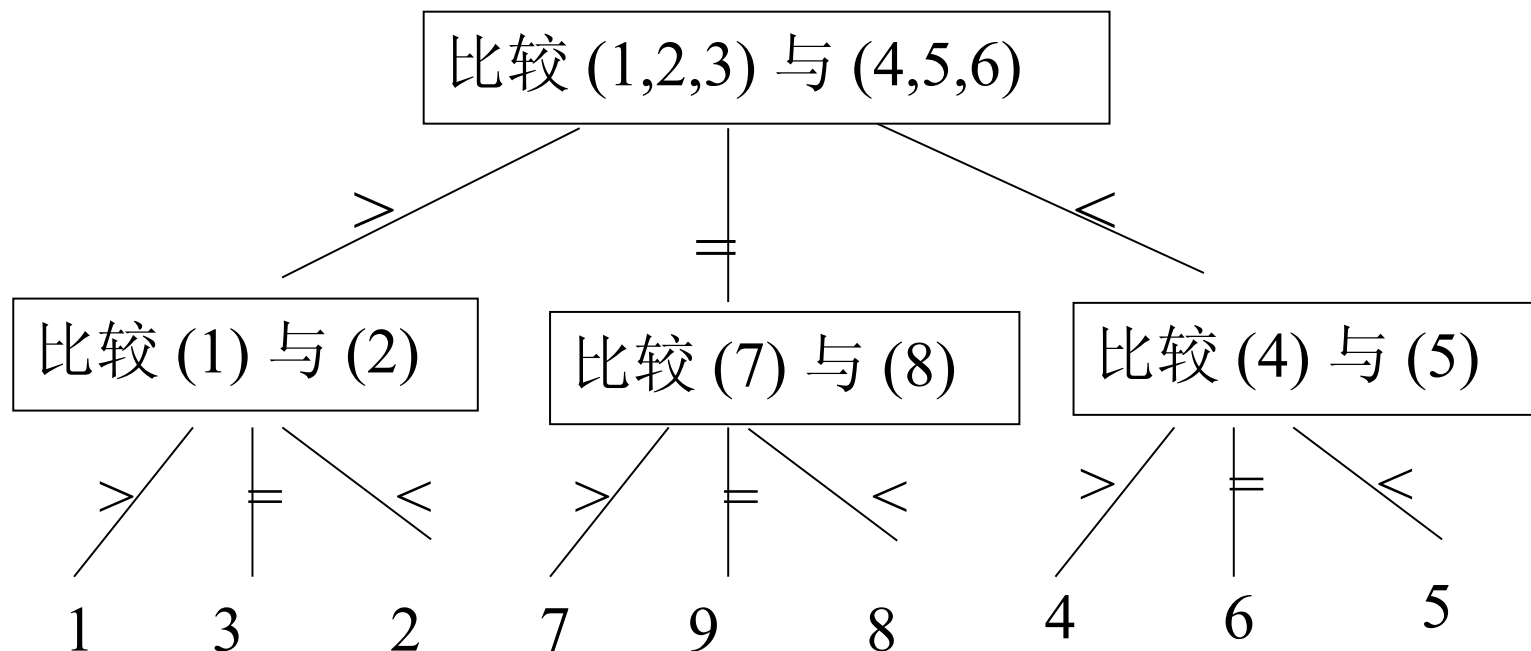 比较 (1,2,3) 与 (4,5,6)
> = <
比较 (1) 与 (2) 比较 (7) 与 (8) 比较 (4) 与 (5)
> = < > = < > = <
1 3 2 7 9 8 4 6 5